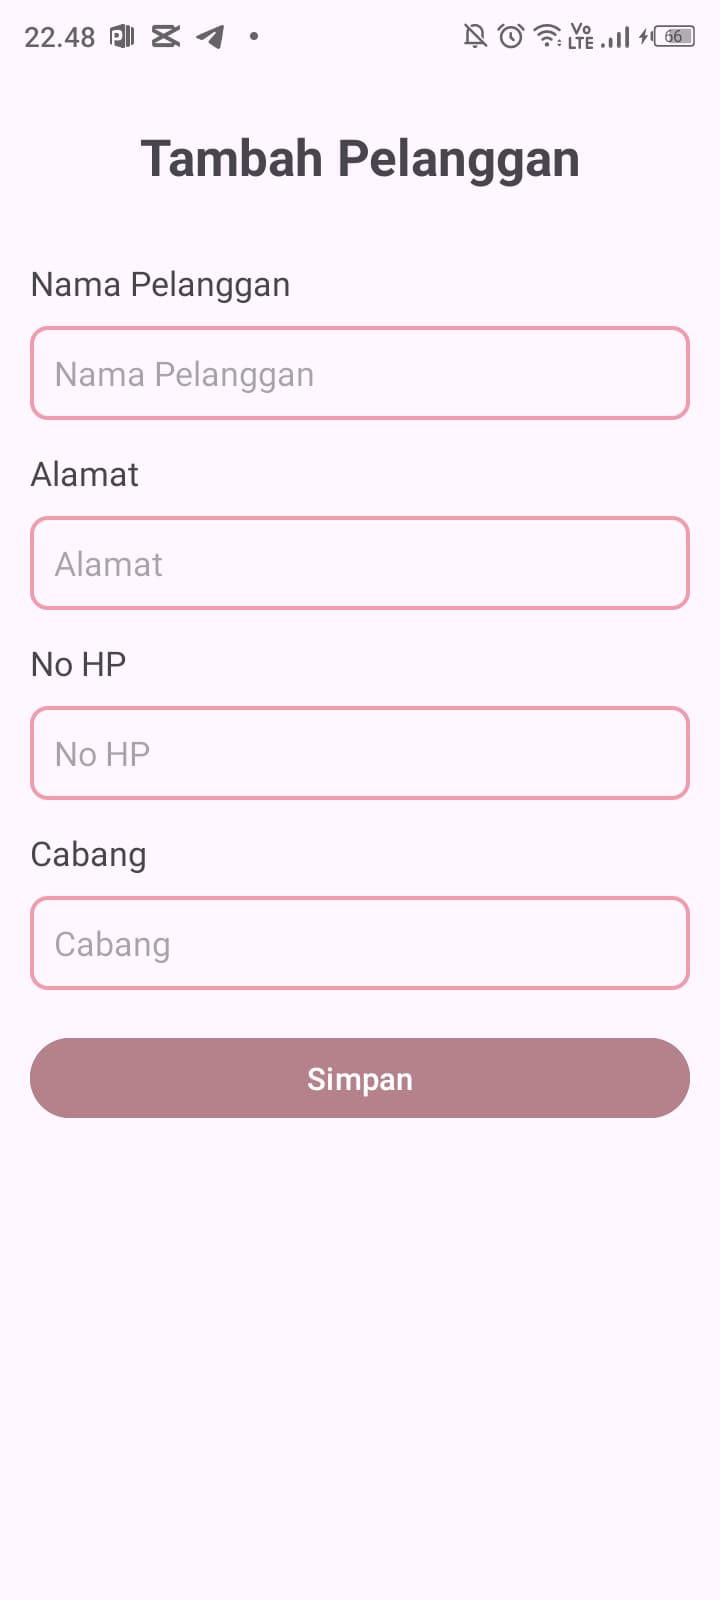 22.48
Vo
LTE
66
Tambah Pelanggan
Nama Pelanggan
Nama Pelanggan
Alamat
Alamat
No HP
No HP
Cabang
Cabang
Simpan